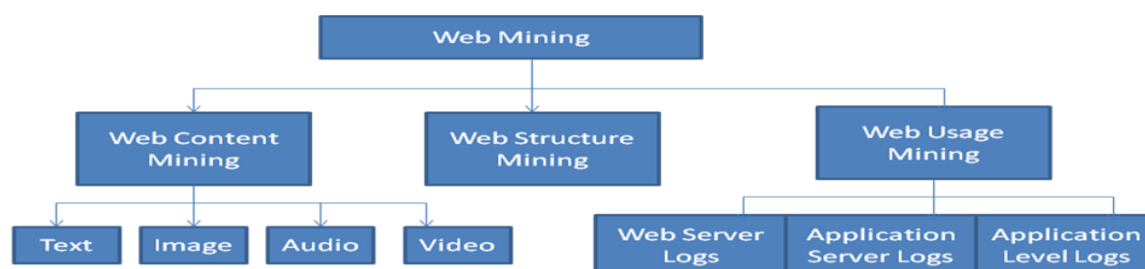 Web Mining
Web Content
Mining
Web Structure
Mining
Web Usage
Mining
Text
Image
Audio
Video
Web Server
Logs
Application
Server Logs
Application
Level Logs